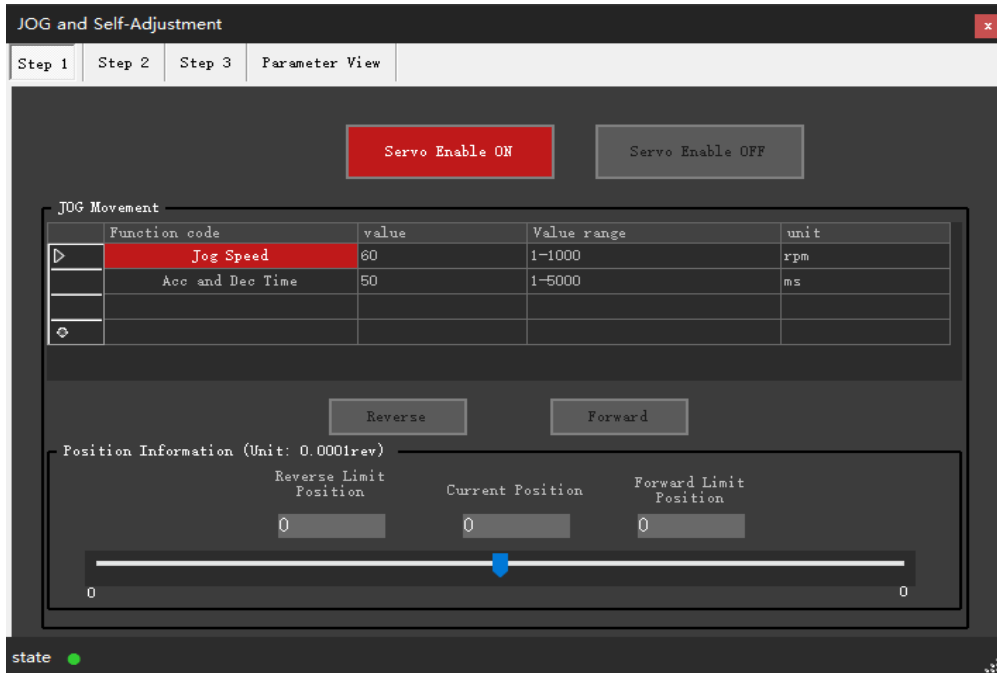 JOG and Self-Adjustment
x
Step 1 Step 2 Step 3 Parameter View
Servo Enable ON Servo Enable OFF
JOG Movement
Function code value Value range unit
Jog Speed 60 1-1000 rpm
Acc and Dec Time 50 1-5000 ms
Reverse Forward
Position Information (Unit: 0.0001rev)
Reverse Limit Position Current Position Forward Limit Position
0 0 0
0 0
state